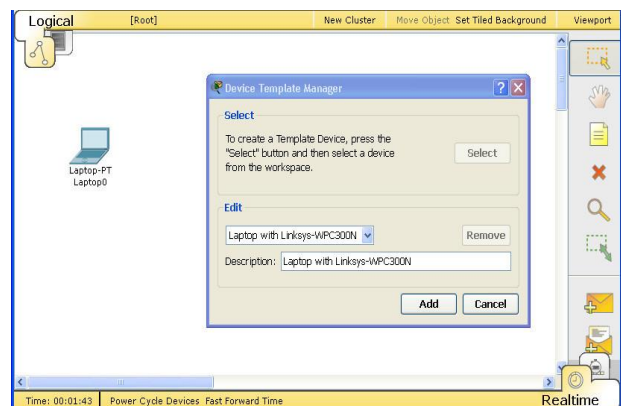 Logical [Root] New Cluster Move Object Set Tiled Background Viewport
Device Template Manager
Select
To create a Template Device, press the
"Select" button and then select a device
from the workspace.
Select
Laptop-PT
Laptop0
Edit
Laptop with Linksys-WPC300N Remove
Description: Laptop with Linksys-WPC300N
Add Cancel
Time: 00:01:43 Power Cycle Devices Fast Forward Time Realtime